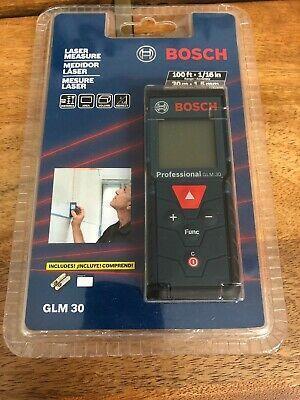 LASER
MEASURE
MEDIDOR
LÁSER
MESURE
LASER
BOSCH
100 ft • 1/16 in
30 m • 1.5 mm
BOSCH
Professional GLM 30
+ −
Func
C
INCLUDES! ¡INCLUYE! COMPREND!
GLM 30